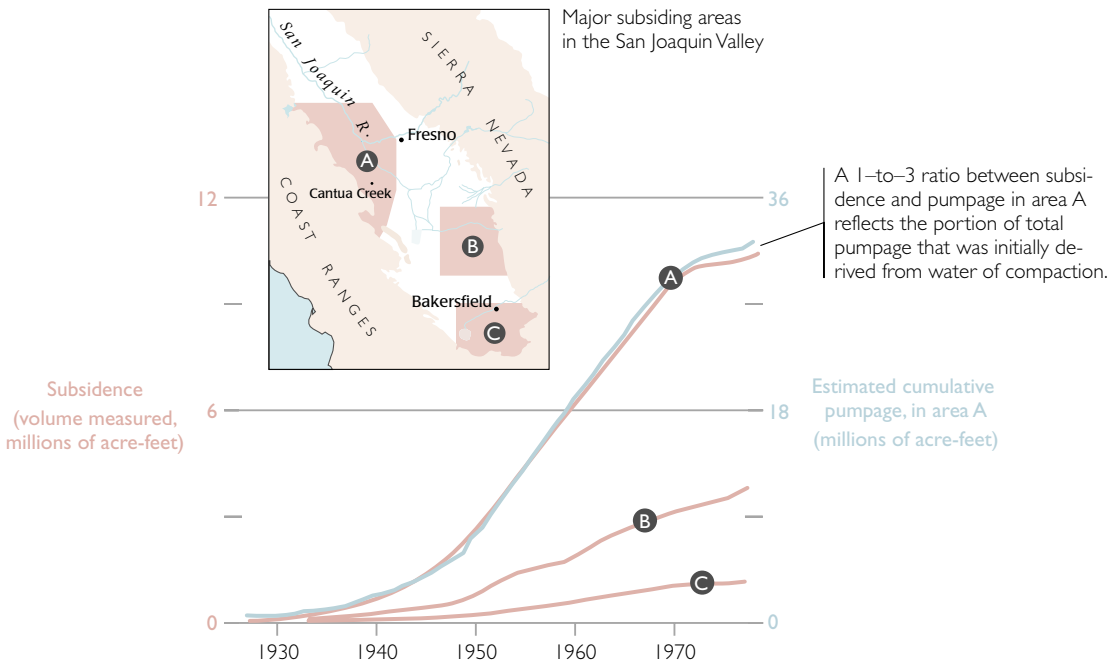 Major subsiding areas
in the San Joaquin Valley
San Joaquin R.
SIERRA
NEVADA
Fresno
A
Cantua Creek
COAST
RANGES
B
Bakersfield
C
A 1–to–3 ratio between subsi-
dence and pumpage in area A
reflects the portion of total
pumpage that was initially de-
rived from water of compaction.
12
36
A
Subsidence
(volume measured,
millions of acre-feet)
6
18
Estimated cumulative
pumpage, in area A
(millions of acre-feet)
B
C
0
0
1930 1940 1950 1960 1970